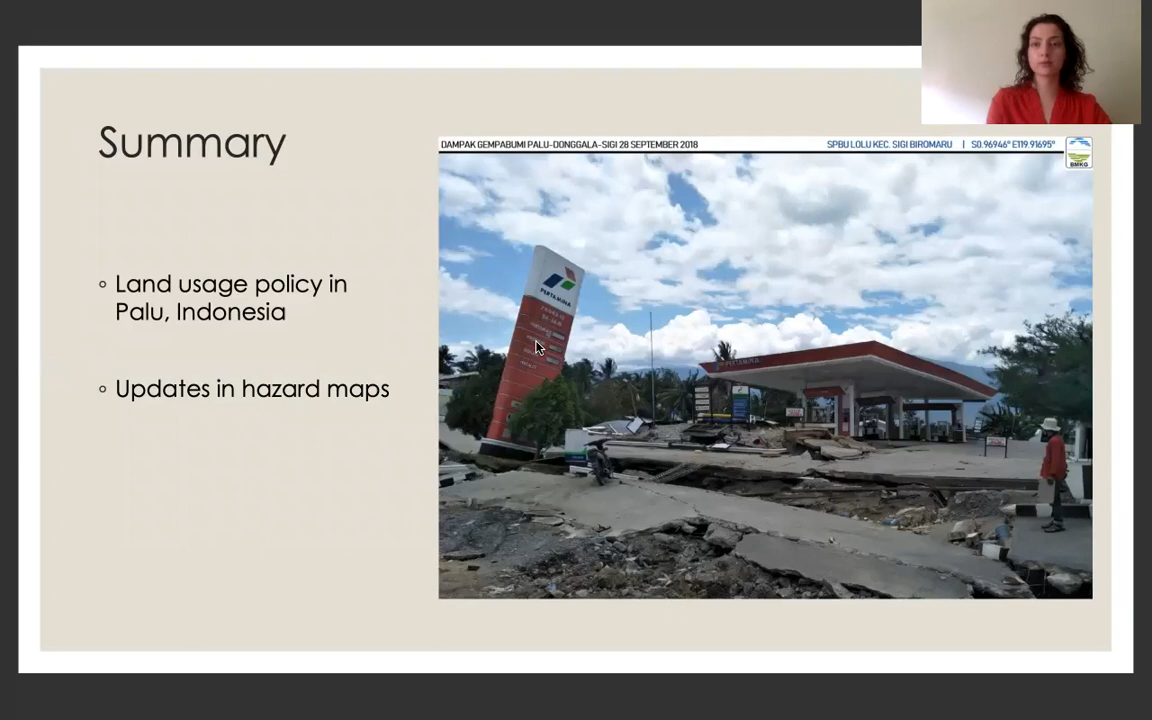 Summary
DAMPAK GEMPABUMI PALU-DONGGALA-SIGI 28 SEPTEMBER 2018
SPBU LOLU KEC. SIGI BIROMARU | S0.96946° E119.91695°
BMKG
◦ Land usage policy in
Palu, Indonesia
◦ Updates in hazard maps
PERTAMINA
PERTAMINA